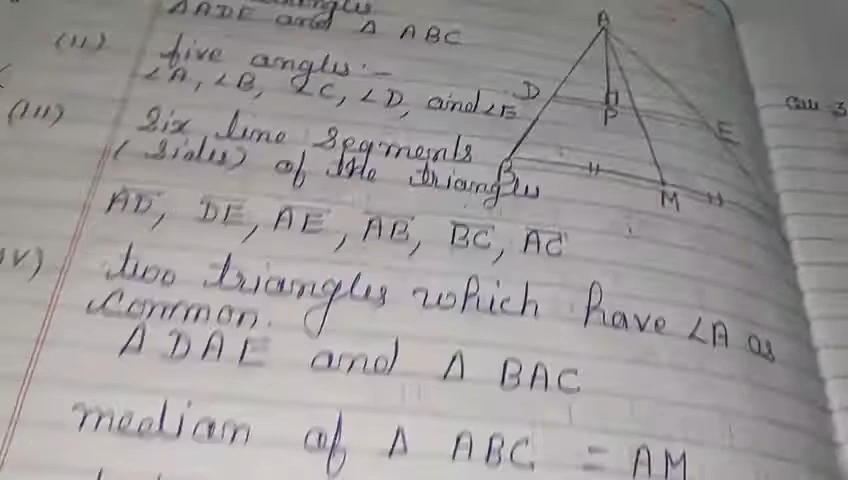 ΔADE and Δ ABC
(ii) five angles :-
∠A, ∠B, ∠C, ∠D, and ∠E
(iii) Six line segments
(sides) of the triangles
AD, DE, AE, AB, BC, AC
iv) two triangles which have ∠A as
common.
Δ DAE and Δ BAC
median of Δ ABC = AM
A
D
P
E
B
M